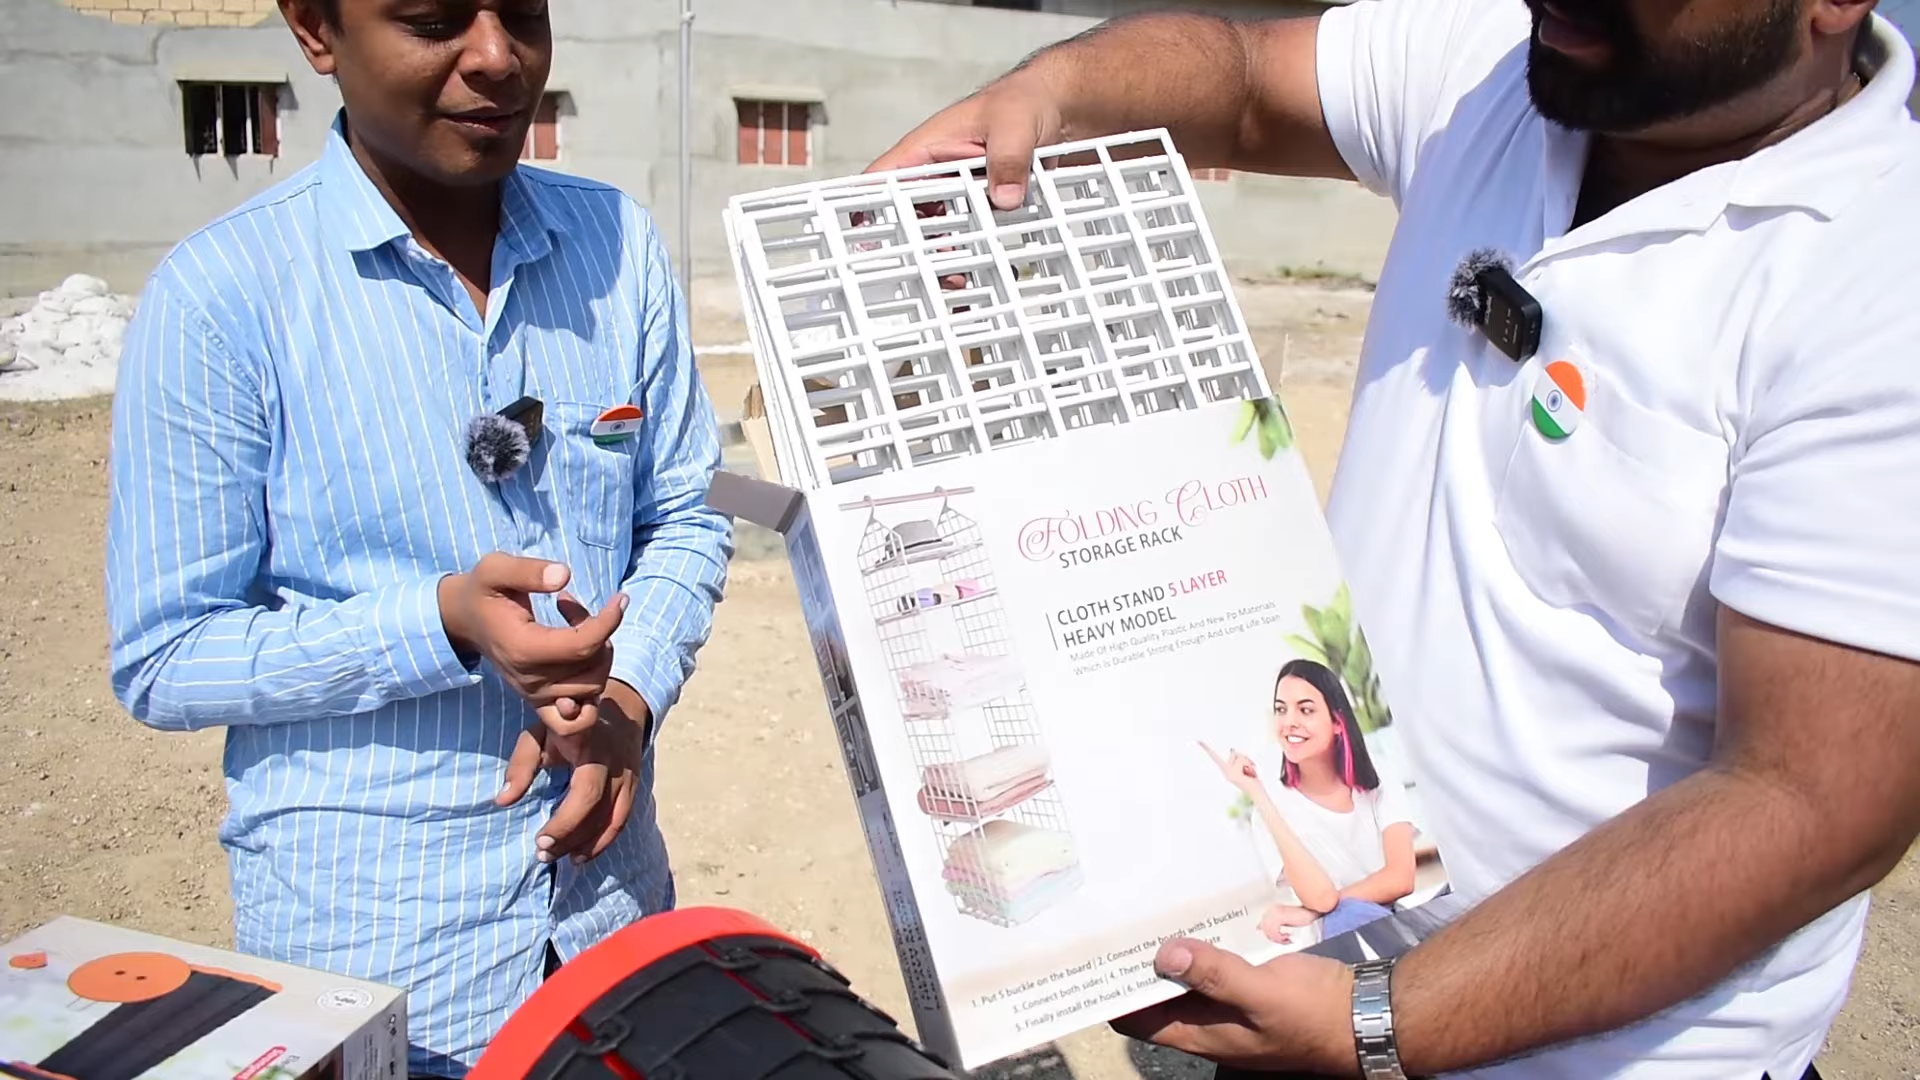 FOLDING CLOTH
STORAGE RACK
CLOTH STAND 5 LAYER
HEAVY MODEL
Made Of High Quality Plastic And New Pp Materials
Which is Durable Strong Enough And Long Life Span
1. Put 5 buckle on the board | 2. Connect the boards with 5 buckles |
3. Connect both sides | 4. Then
5. Finally install the hook | 6.